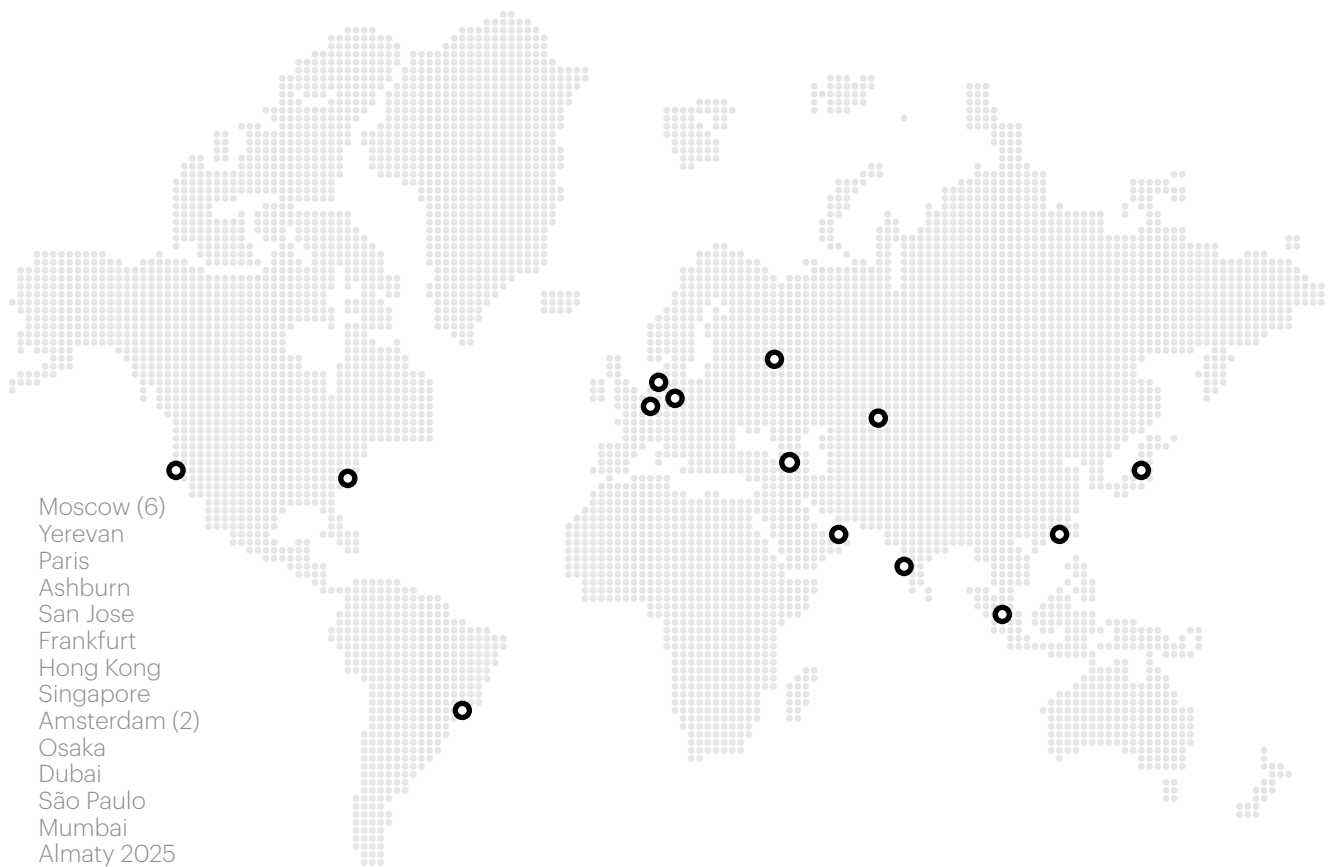 Moscow (6)
Yerevan
Paris
Ashburn
San Jose
Frankfurt
Hong Kong
Singapore
Amsterdam (2)
Osaka
Dubai
São Paulo
Mumbai
Almaty 2025